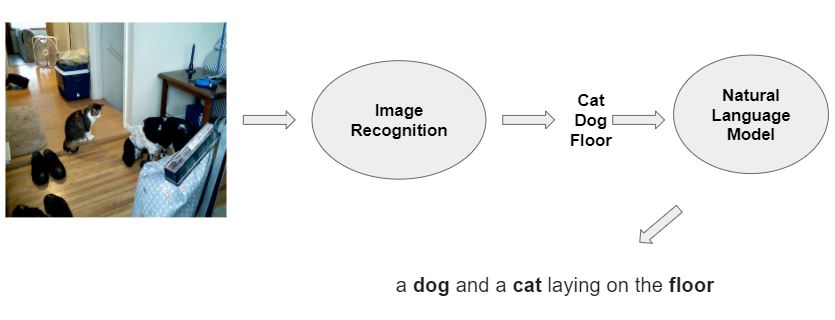 Image
Recognition
Cat
Dog
Floor
Natural
Language
Model
a dog and a cat laying on the floor